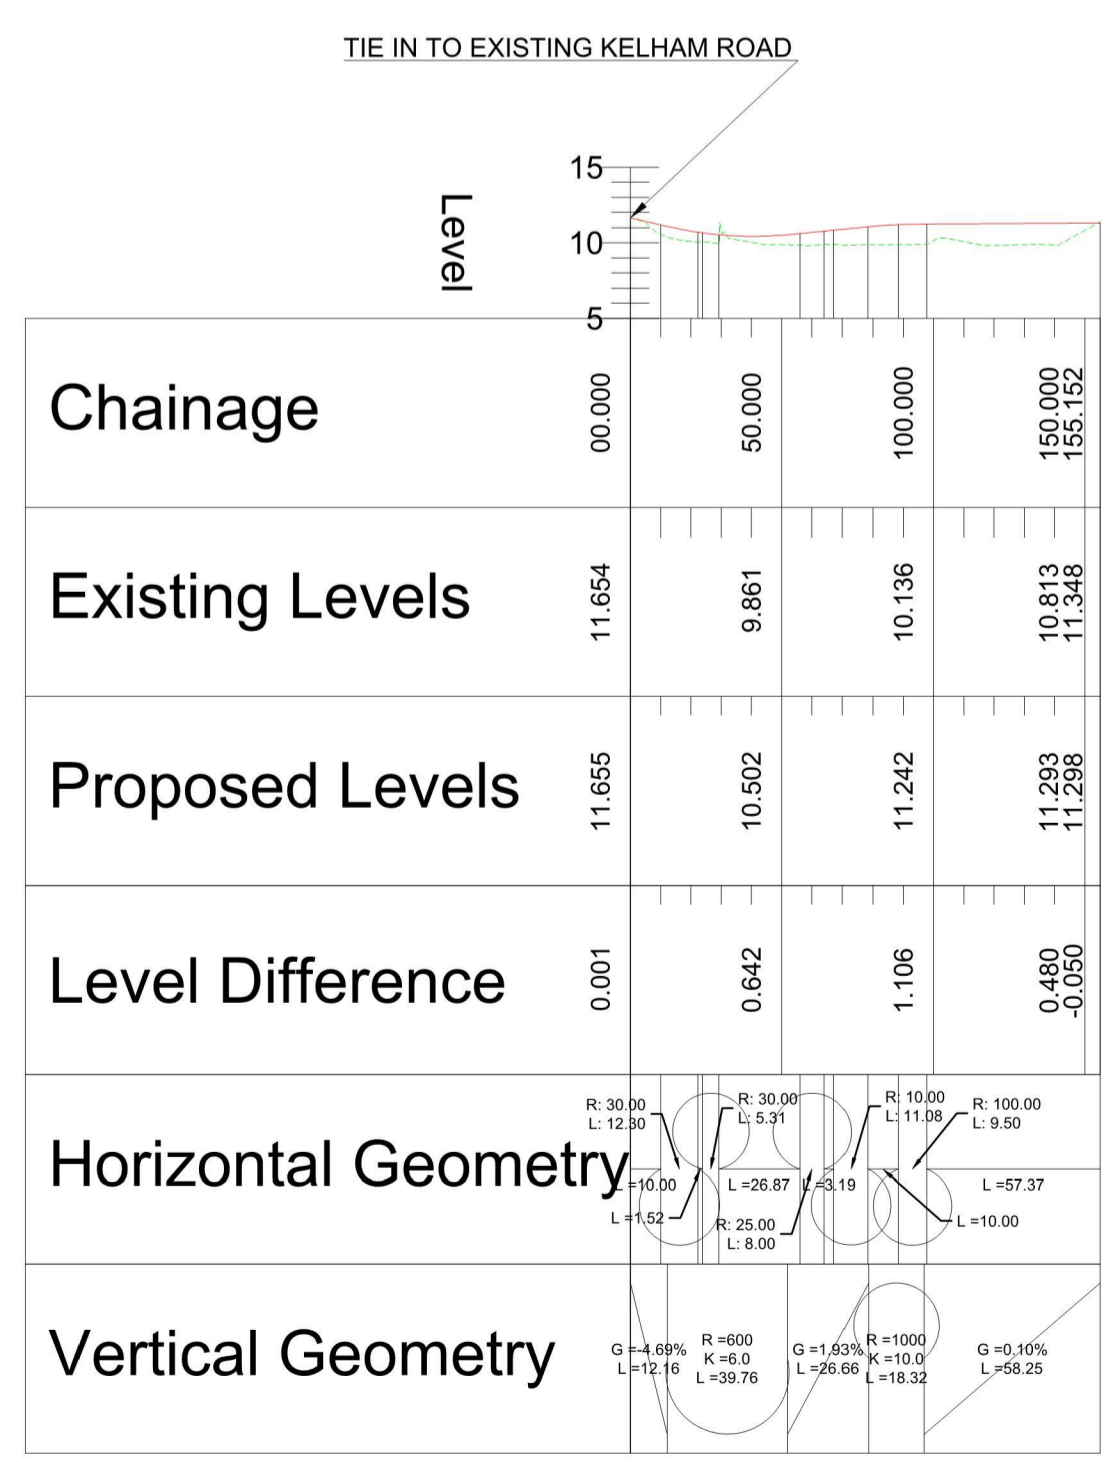 TIE IN TO EXISTING KELHAM ROAD
15
10
5
Level
Chainage
00.000
50.000
100.000
150.000
155.152
Existing Levels
11.654
9.861
10.136
10.813
11.348
Proposed Levels
11.655
10.502
11.242
11.293
11.298
Level Difference
0.001
0.642
1.106
0.480
-0.050
Horizontal Geometry
R: 30.00
L: 12.30
R: 30.00
L: 5.31
R: 10.00
L: 11.08
R: 100.00
L: 9.50
L =10.00
L =26.87
L =3.19
L =57.37
L =1.52
R: 25.00
L: 8.00
L =10.00
Vertical Geometry
G =-4.69%
L =12.16
R =600
K =6.0
L =39.76
G =1.93%
L =26.66
R =1000
K =10.0
L =18.32
G =0.10%
L =58.25